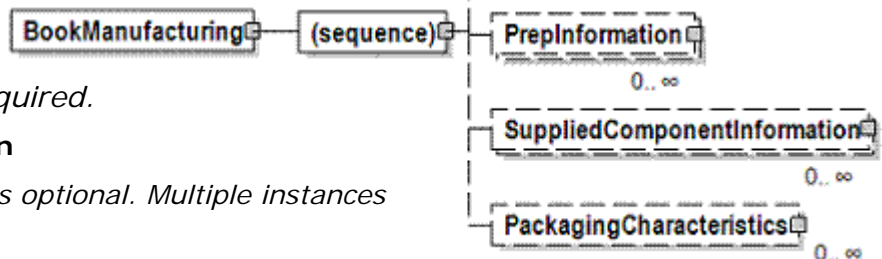 BookManufacturing
(sequence)
PrepInformation
0.. ∞
quired.
SuppliedComponentInformation
n
0.. ∞
s optional. Multiple instances
PackagingCharacteristics
0.. ∞